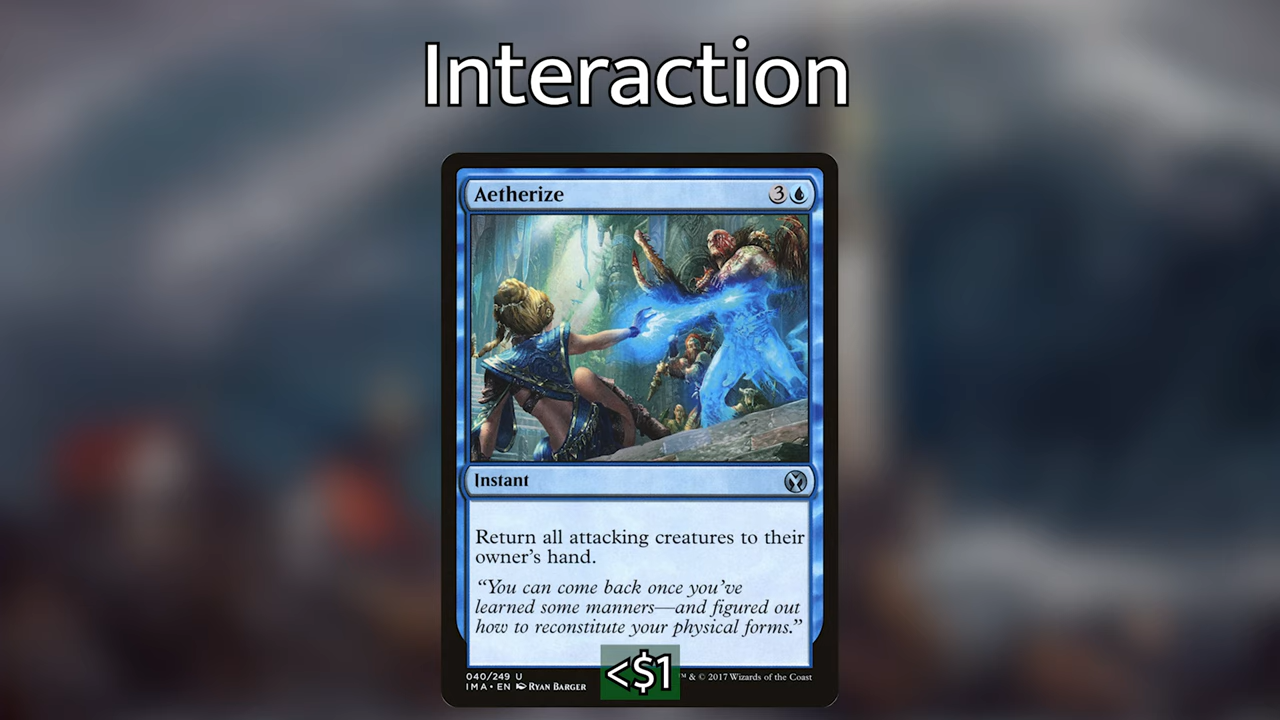 Interaction
Aetherize 3
Instant
Return all attacking creatures to their
owner's hand.
“You can come back once you've
learned some manners—and figured out
how to reconstitute your physical forms.”
<$1
040/249 U
IMA • EN RYAN BARGER
™ & © 2017 Wizards of the Coast